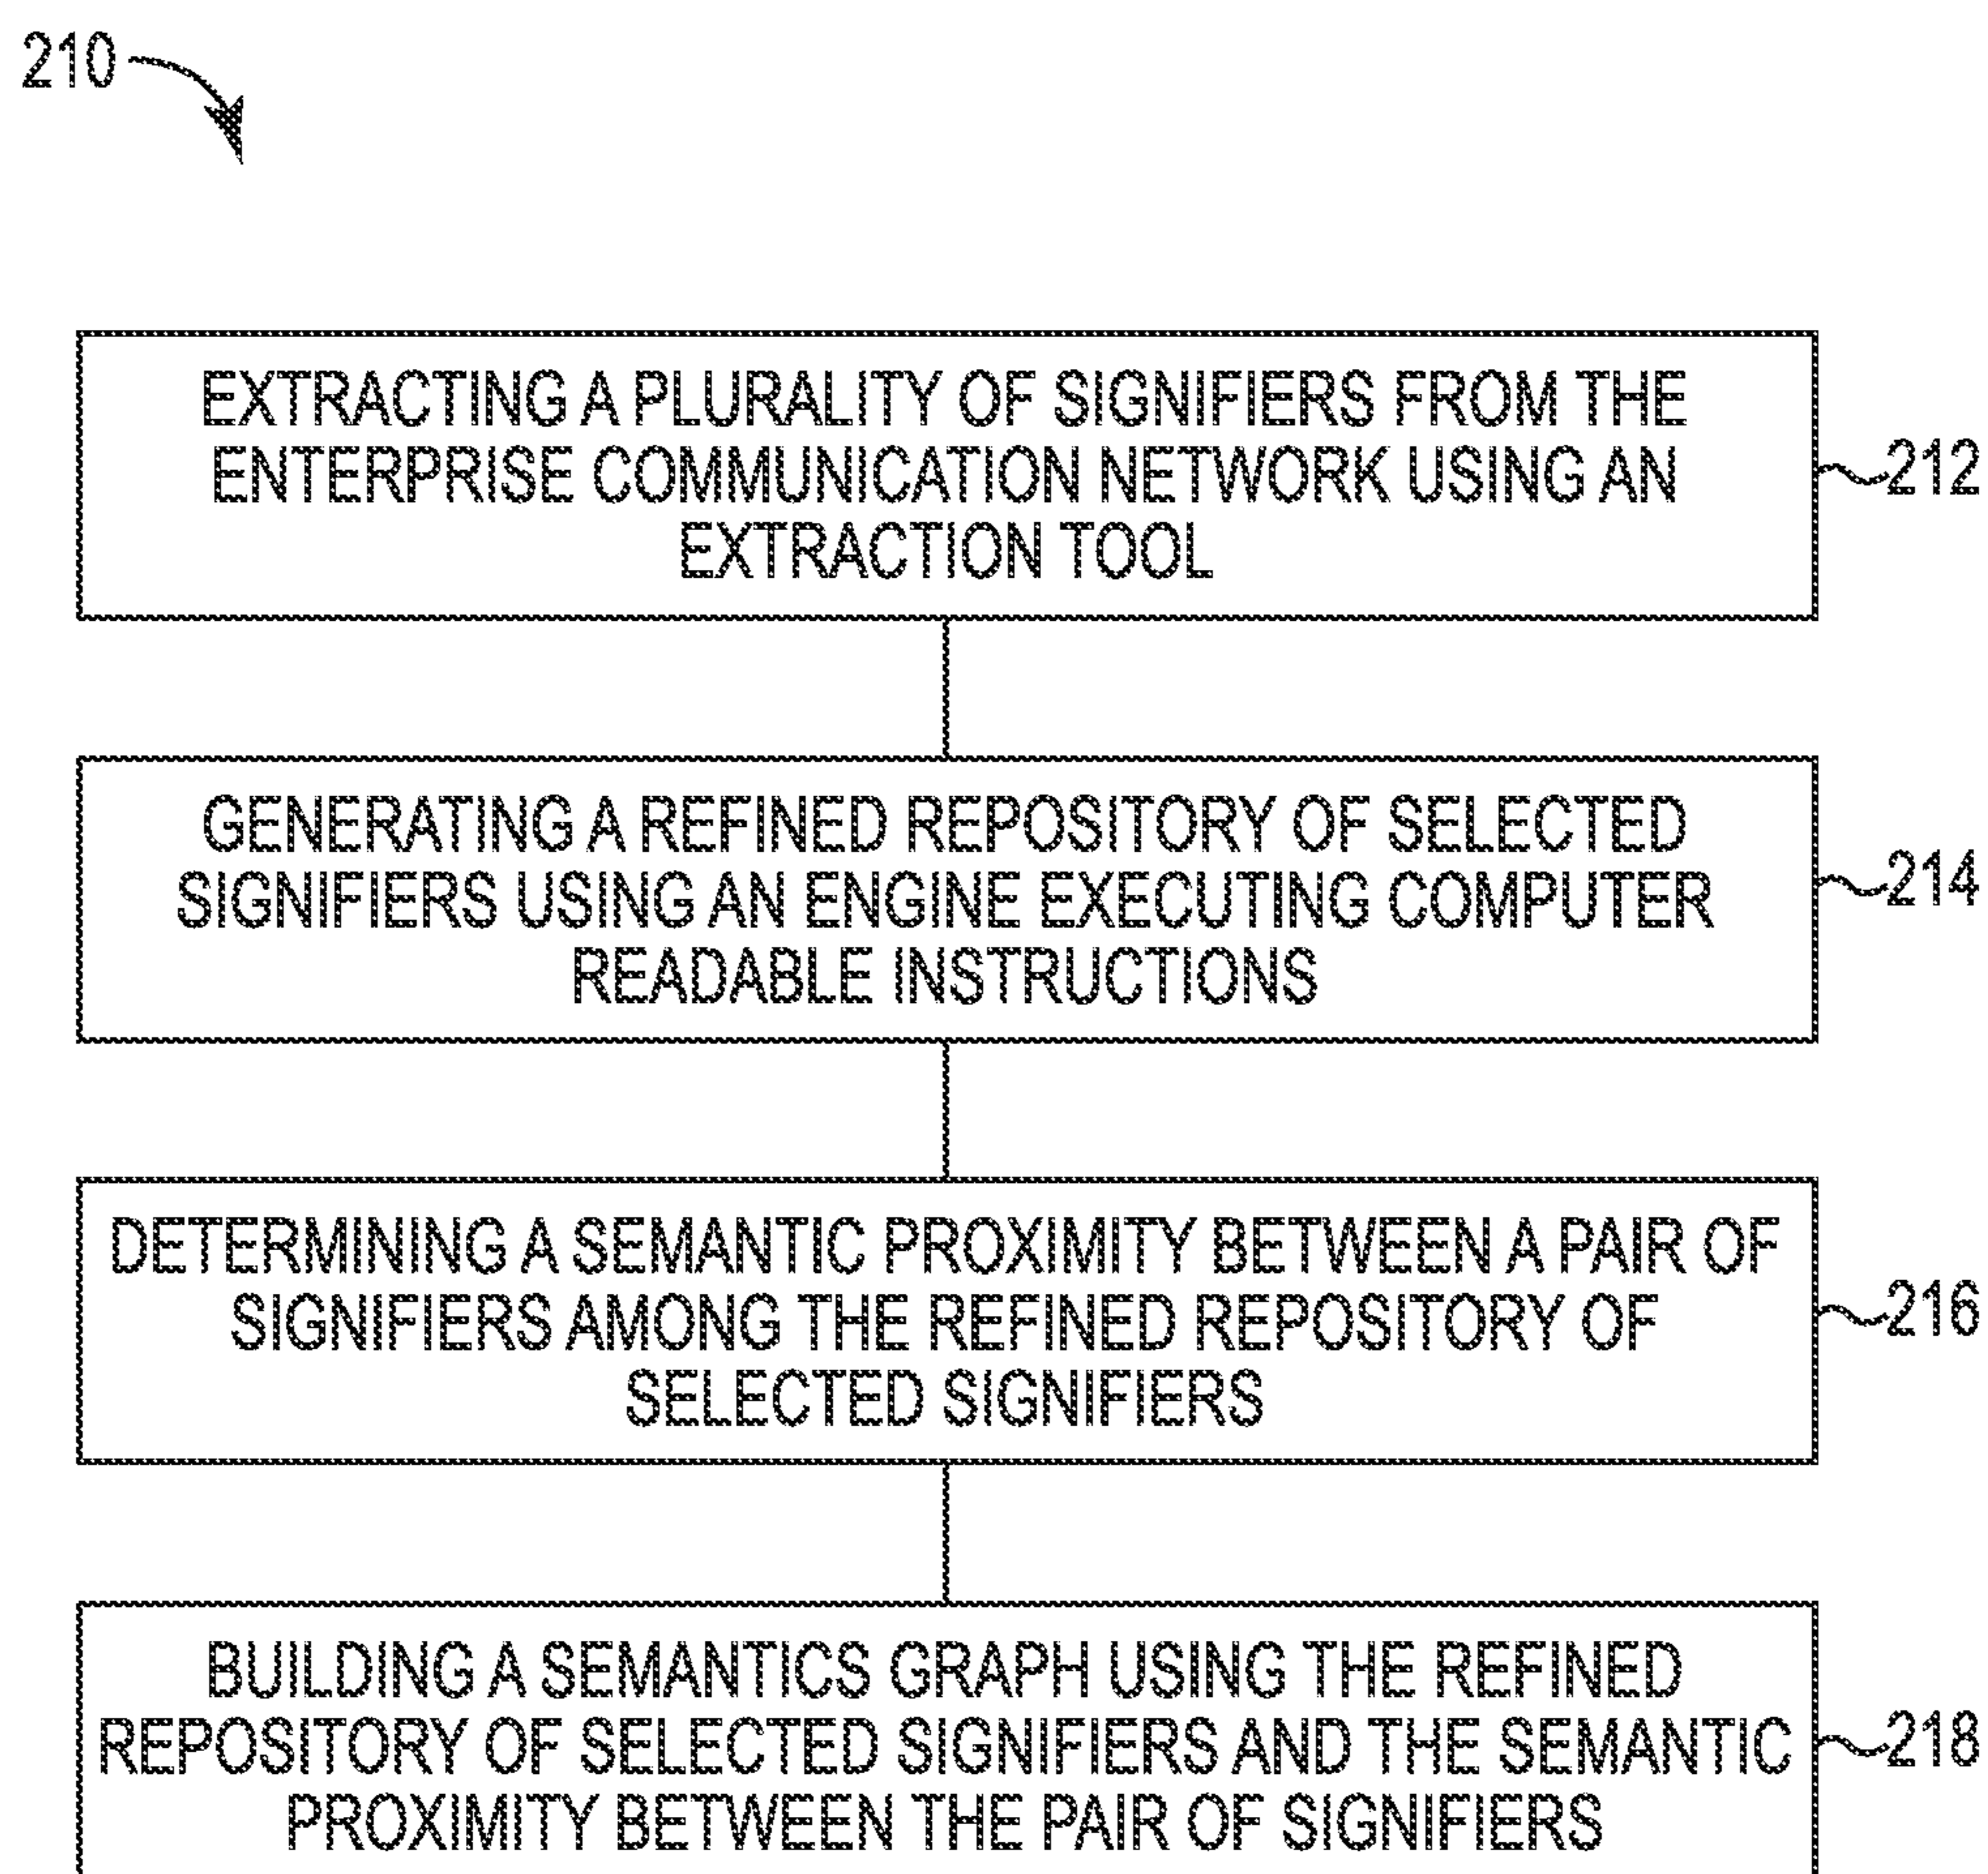 210
EXTRACTING A PLURALITY OF SIGNIFIERS FROM THE
ENTERPRISE COMMUNICATION NETWORK USING AN
EXTRACTION TOOL
212
GENERATING A REFINED REPOSITORY OF SELECTED
SIGNIFIERS USING AN ENGINE EXECUTING COMPUTER
READABLE INSTRUCTIONS
214
DETERMINING A SEMANTIC PROXIMITY BETWEEN A PAIR OF
SIGNIFIERS AMONG THE REFINED REPOSITORY OF
SELECTED SIGNIFIERS
216
BUILDING A SEMANTICS GRAPH USING THE REFINED
REPOSITORY OF SELECTED SIGNIFIERS AND THE SEMANTIC
PROXIMITY BETWEEN THE PAIR OF SIGNIFIERS
218